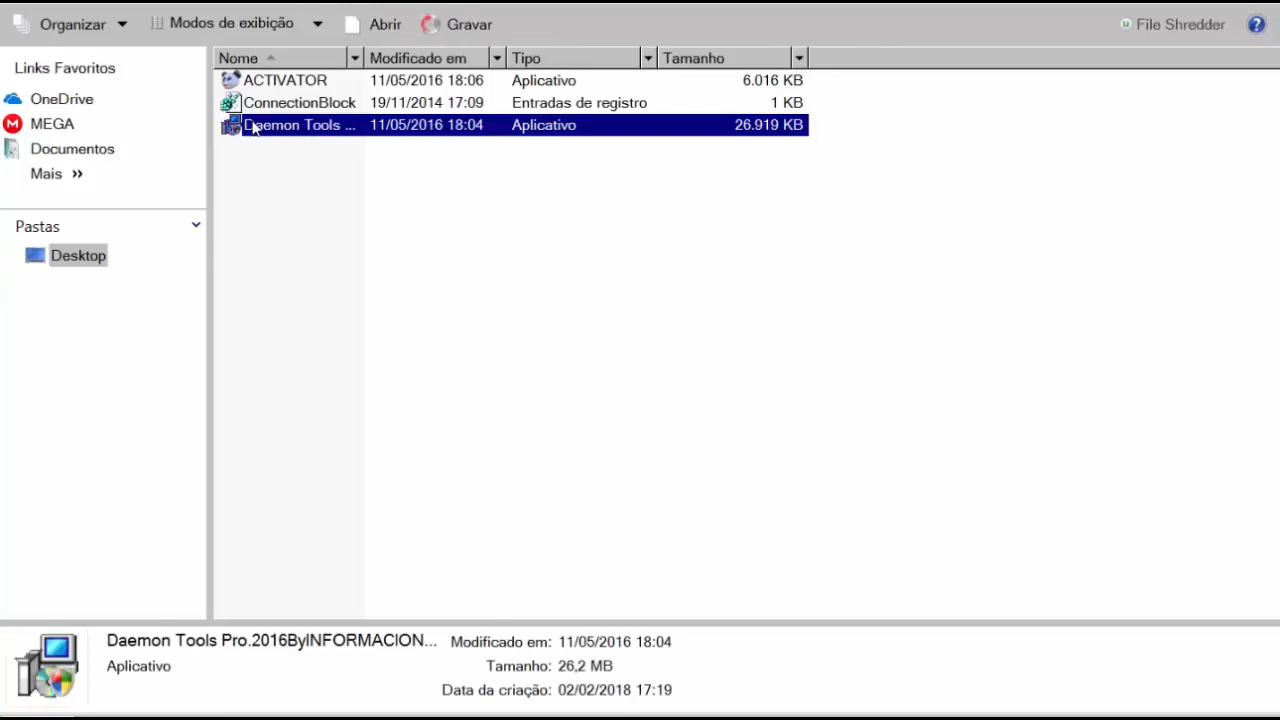 Organizar Modos de exibição Abrir Gravar File Shredder ?
Links Favoritos
OneDrive
M MEGA
Documentos
Mais »
Pastas
Desktop
Nome Modificado em Tipo Tamanho
ACTIVATOR 11/05/2016 18:06 Aplicativo 6.016 KB
ConnectionBlock 19/11/2014 17:09 Entradas de registro 1 KB
Daemon Tools ... 11/05/2016 18:04 Aplicativo 26.919 KB
Daemon Tools Pro.2016ByINFORMACION... Modificado em: 11/05/2016 18:04
Aplicativo Tamanho: 26,2 MB
Data da criação: 02/02/2018 17:19